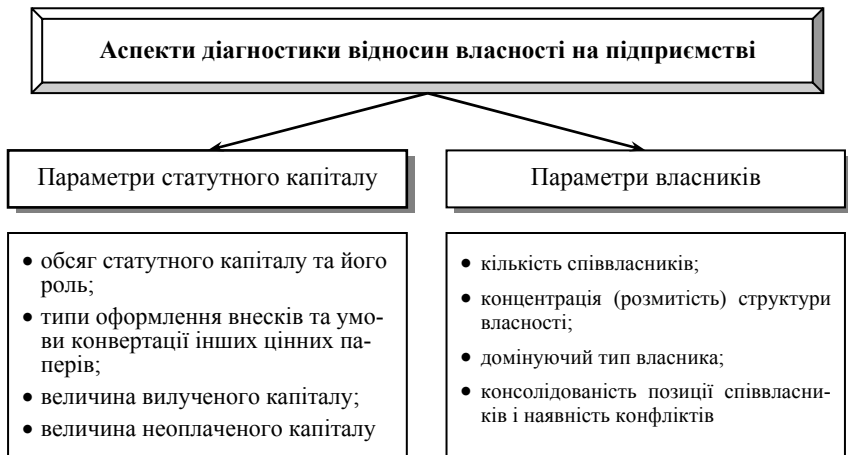 Аспекти діагностики відносин власності на підприємстві
Параметри статутного капіталу
• обсяг статутного капіталу та його
роль;
• типи оформлення внесків та умо-
ви конвертації інших цінних па-
перів;
• величина вилученого капіталу;
• величина неоплаченого капіталу
Параметри власників
• кількість співвласників;
• концентрація (розмитість) структури
власності;
• домінуючий тип власника;
• консолідованість позиції співвласни-
ків і наявність конфліктів